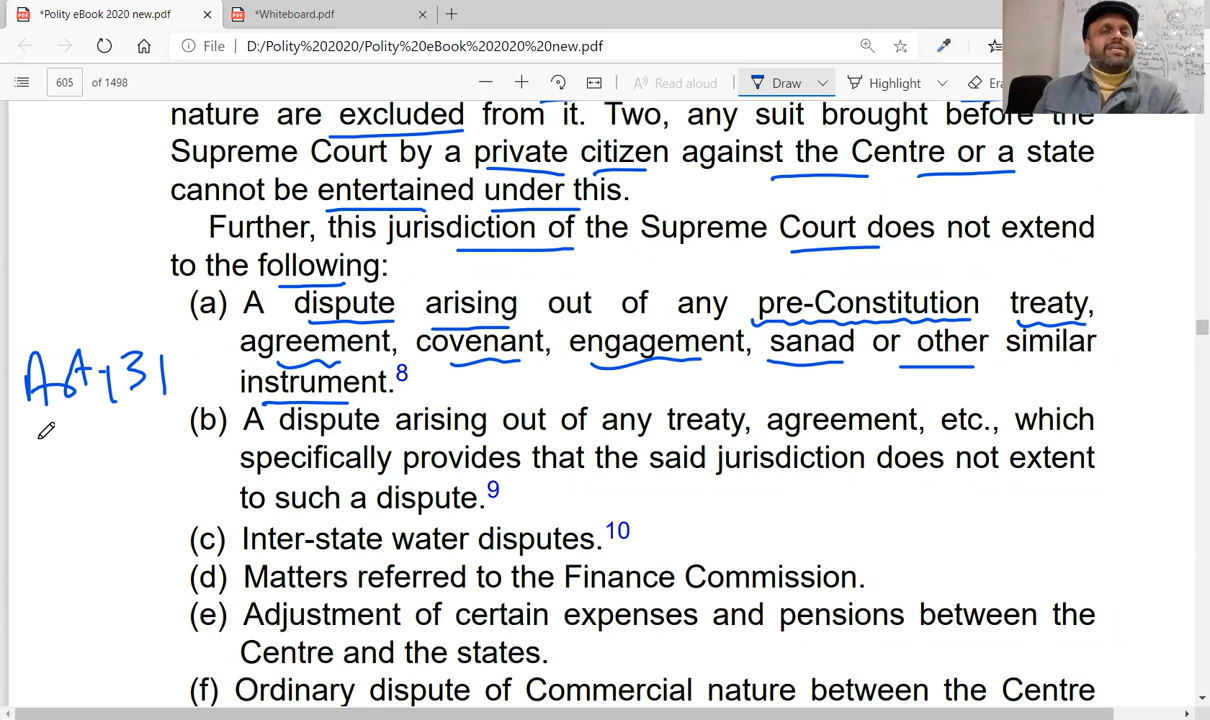 *Polity eBook 2020 new.pdf
*Whiteboard.pdf
File D:/Polity%202020/Polity%20eBook%202020%20new.pdf
605 of 1498
Read aloud
Draw
Highlight
Era
nature are excluded from it. Two, any suit brought before the
Supreme Court by a private citizen against the Centre or a state
cannot be entertained under this.
Further, this jurisdiction of the Supreme Court does not extend
to the following:
(a) A dispute arising out of any pre-Constitution treaty,
agreement, covenant, engagement, sanad or other similar
instrument.8
131
(b) A dispute arising out of any treaty, agreement, etc., which
specifically provides that the said jurisdiction does not extent
to such a dispute.9
(c) Inter-state water disputes.10
(d) Matters referred to the Finance Commission.
(e) Adjustment of certain expenses and pensions between the
Centre and the states.
(f) Ordinary dispute of Commercial nature between the Centre